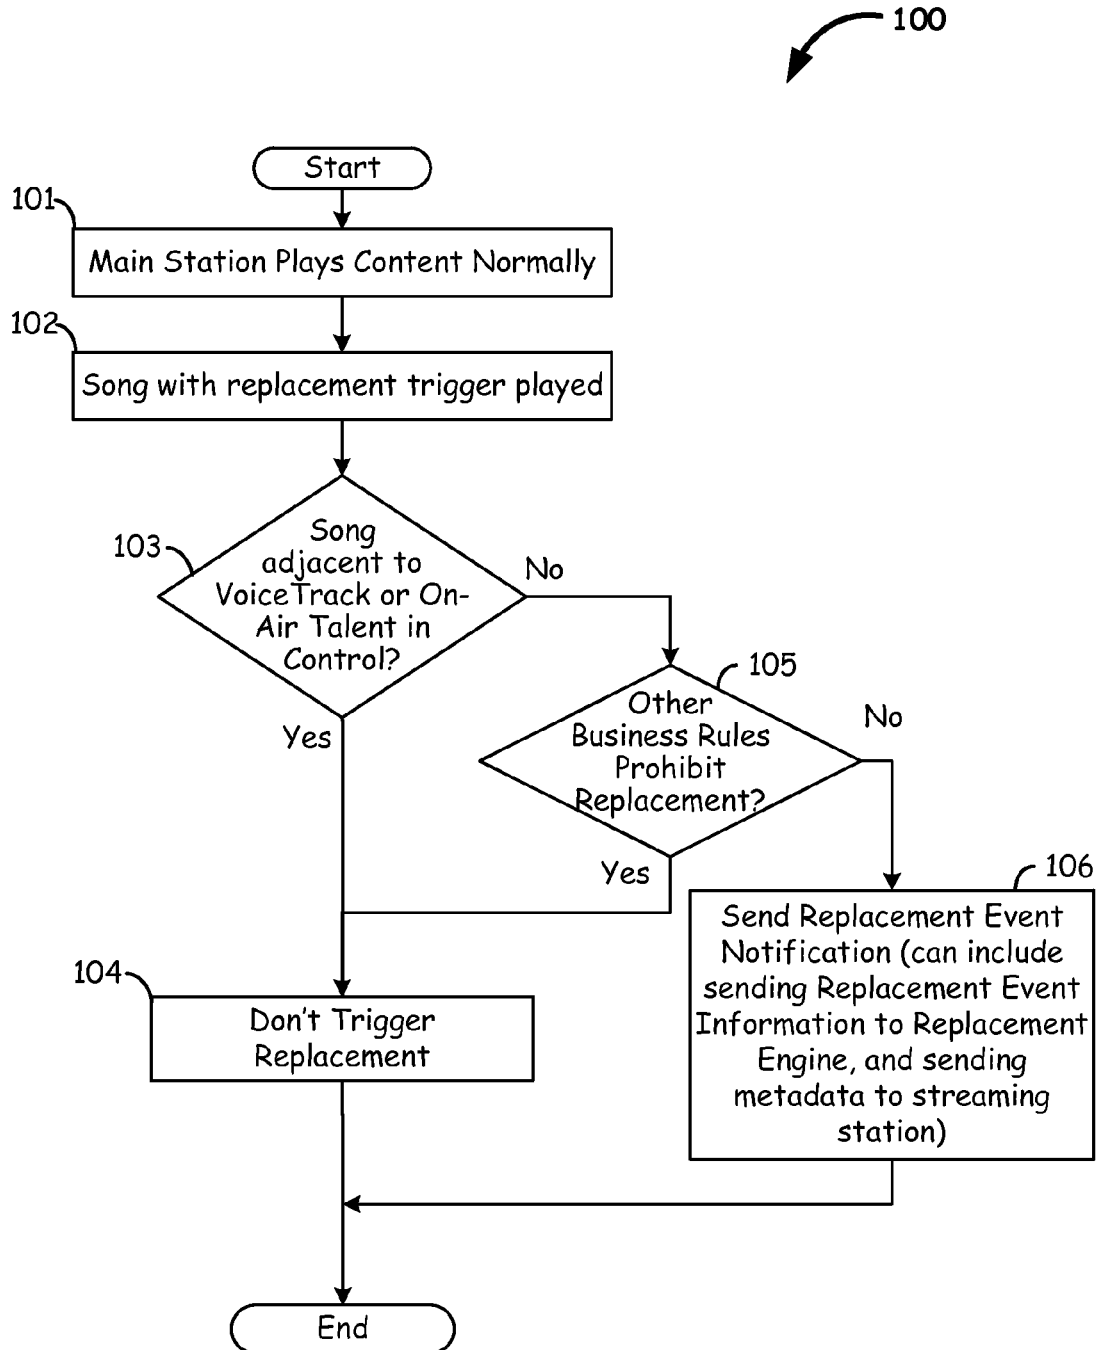 100
Start
101
Main Station Plays Content Normally
102
Song with replacement trigger played
103
Song
adjacent to
VoiceTrack or On-
Air Talent in
Control?
No
Yes
105
Other
Business Rules
Prohibit
Replacement?
No
Yes
106
Send Replacement Event
Notification (can include
sending Replacement Event
Information to Replacement
Engine, and sending
metadata to streaming
station)
104
Don't Trigger
Replacement
End